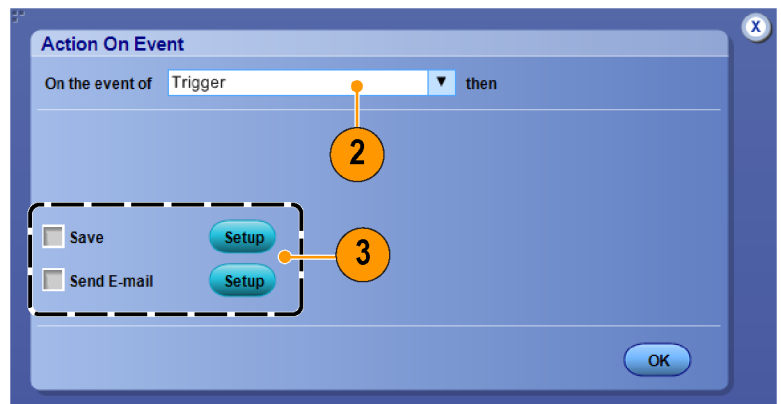 X
Action On Event
On the event of Trigger ▼ then
2
Save Setup
3
Send E-mail Setup
OK